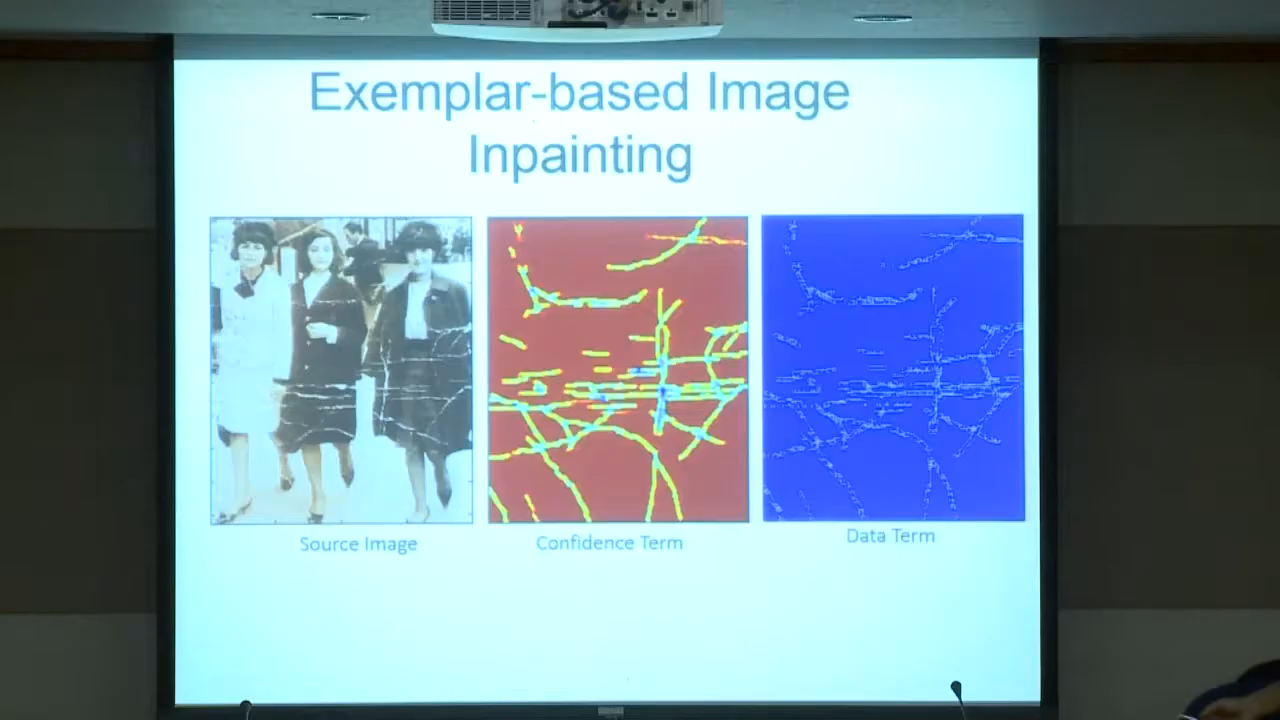 Exemplar-based Image
Inpainting
Source Image
Confidence Term
Data Term